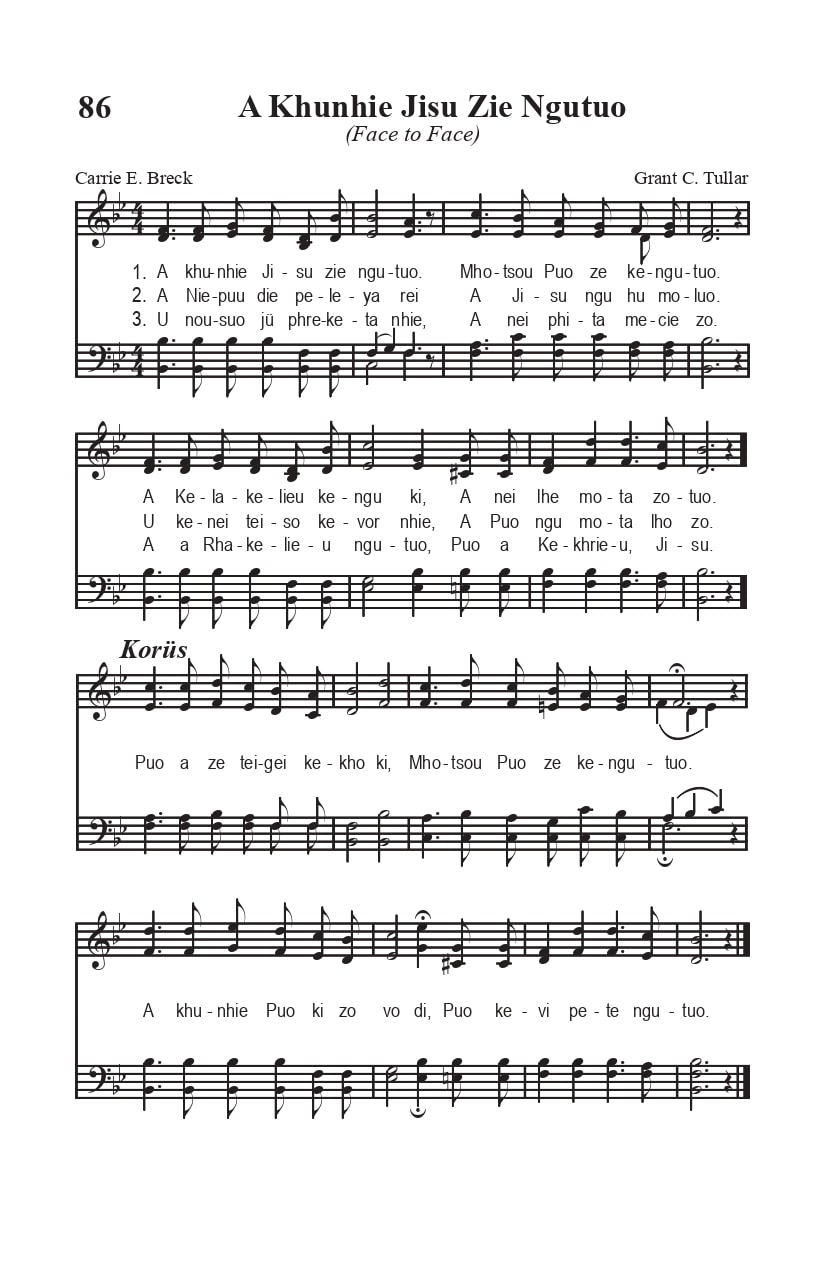 86
A Khunhie Jisu Zie Ngutuo
(Face to Face)
Carrie E. Breck
Grant C. Tullar
1. A khu-nhie Ji - su zie ngu-tuo. Mho-tsou Puo ze ke-ngu-tuo.
2. A Nie-puu die pe-le-ya rei A Ji-su ngu hu mo-luo.
3. U nou-suo jü phre-ke-ta nhie, A nei phi-ta me-cie zo.
A Ke-la-ke-lieu ke-ngu ki, A nei lhe mo-ta zo-tuo.
U ke-nei tei-so ke-vor nhie, A Puo ngu mo-ta lho zo.
A a Rha-ke-lie-u ngu-tuo, Puo a Ke-khrie-u, Ji-su.
Korüs
Puo a ze tei-gei ke-kho ki, Mho-tsou Puo ze ke-ngu-tuo.
A khu-nhie Puo ki zo vo di, Puo ke-vi pe-te ngu-tuo.